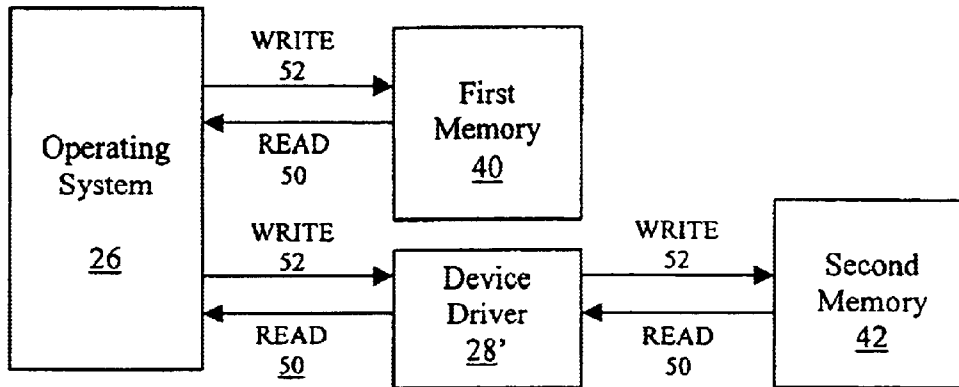 WRITE
52
READ
50
Operating
System
26
First
Memory
40
WRITE
52
READ
50
Device
Driver
28’
WRITE
52
READ
50
Second
Memory
42